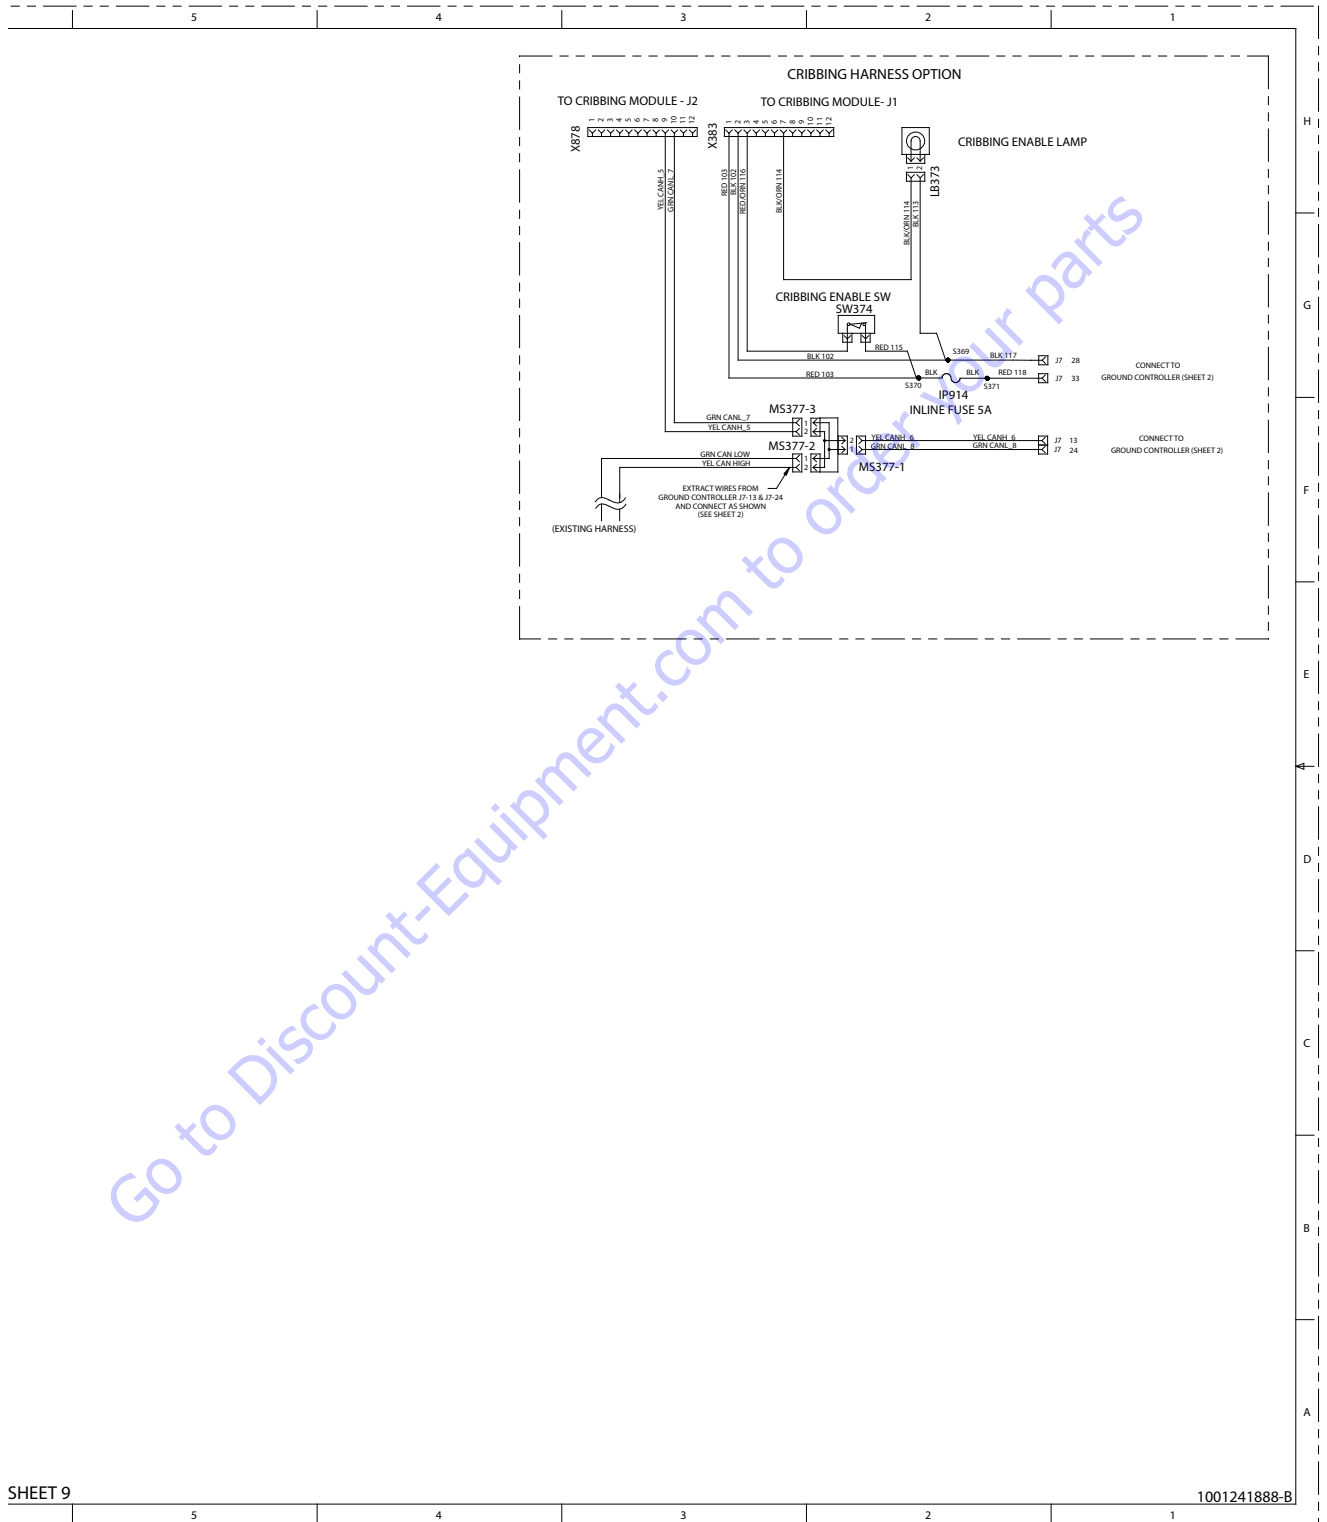 5 4 3 2 1
CRIBBING HARNESS OPTION
TO CRIBBING MODULE - J2
TO CRIBBING MODULE- J1
X878
1 2 3 4 5 6 7 8 9 10 11 12
X383
1 2 3 4 5 6 7 8 9 10 11 12
CRIBBING ENABLE LAMP
1 2
LB373
YEL CANH_5
GRN CANL_7
RED 103
BLK 102
RED/ORN 116
BLK/ORN 114
BLK/ORN 114
BLK 113
CRIBBING ENABLE SW
SW374
RED 115
S369
BLK 102
BLK 117
J7 28
CONNECT TO
GROUND CONTROLLER (SHEET 2)
RED 103
S370
BLK
BLK
S371
RED 118
J7 33
IP914
INLINE FUSE 5A
MS377-3
GRN CANL_7
1
YEL CANH_5
2
MS377-2
GRN CAN LOW
1
YEL CAN HIGH
2
2
YEL CANH_6
YEL CANH_6
J7 13
1
GRN CANL_8
GRN CANL_8
J7 24
CONNECT TO
GROUND CONTROLLER (SHEET 2)
MS377-1
EXTRACT WIRES FROM
GROUND CONTROLLER J7-13 & J7-24
AND CONNECT AS SHOWN
(SEE SHEET 2)
(EXISTING HARNESS)
H
G
F
E
D
C
B
A
Go to Discount-Equipment.com to order your parts
SHEET 9
1001241888-B
5 4 3 2 1